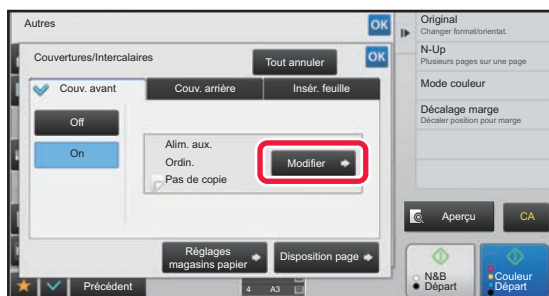 Autres
OK
Couvertures/Intercalaires
Tout annuler
OK
Couv. avant
Couv. arrière
Insér. feuille
Off
On
Alim. aux.
Ordin.
Pas de copie
Modifier
Réglages
magasins papier
Disposition page
Précédent
4 A3
Original
Changer format/orientat.
N-Up
Plusieurs pages sur une page
Mode couleur
Décalage marge
Décaler position pour marge
Aperçu
CA
N&B
Départ
Couleur
Départ